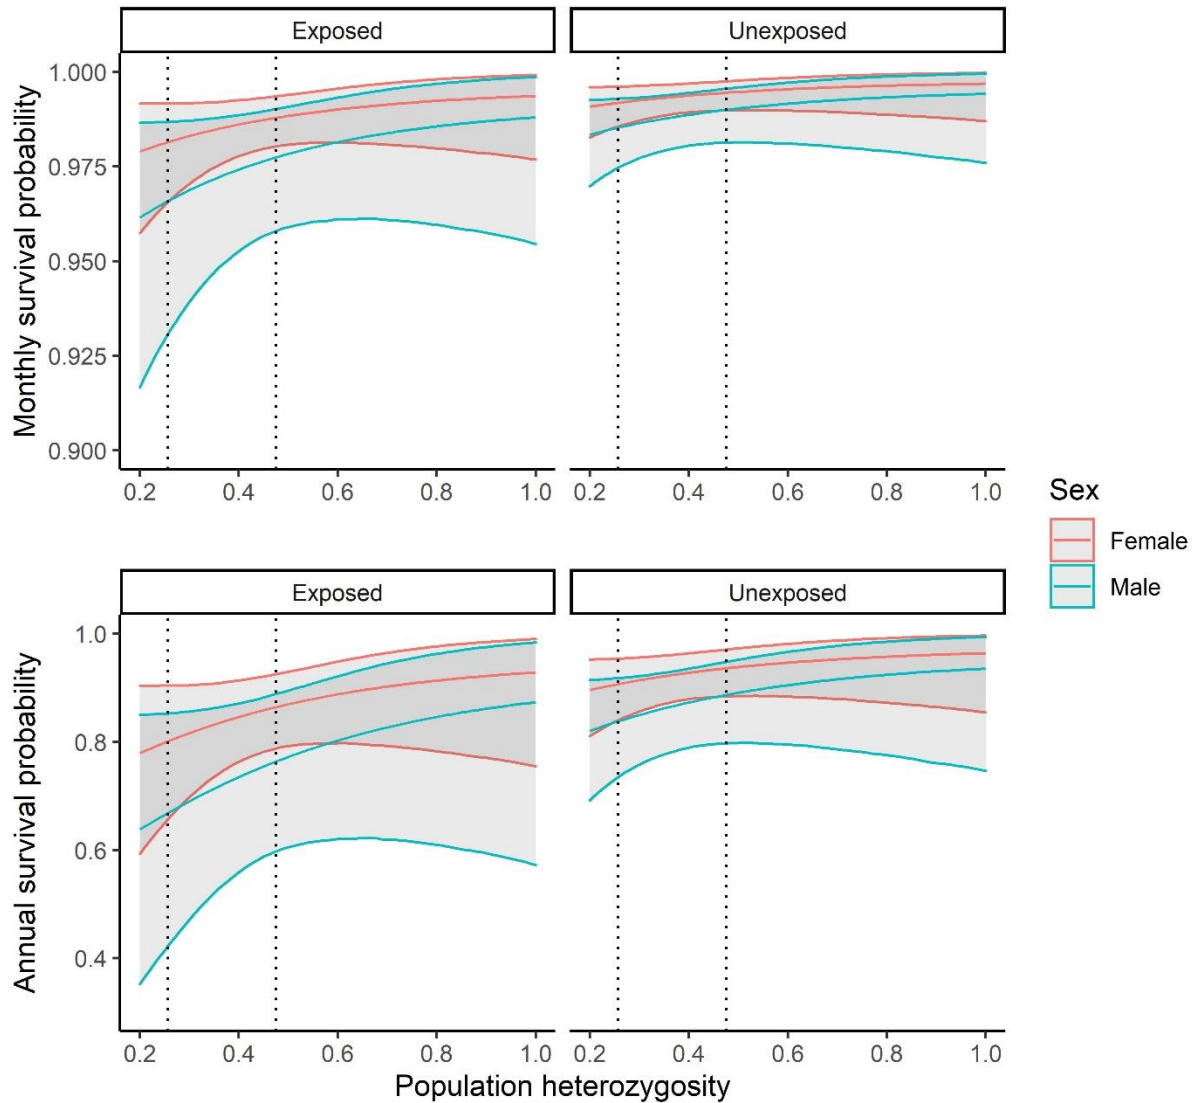 Exposed
Unexposed
Monthly survival probability
1.000
0.975
0.950
0.925
0.900
0.2 0.4 0.6 0.8 1.0
0.2 0.4 0.6 0.8 1.0
Sex
Female
Male
Exposed
Unexposed
Annual survival probability
1.0
0.8
0.6
0.4
0.2 0.4 0.6 0.8 1.0
0.2 0.4 0.6 0.8 1.0
Population heterozygosity